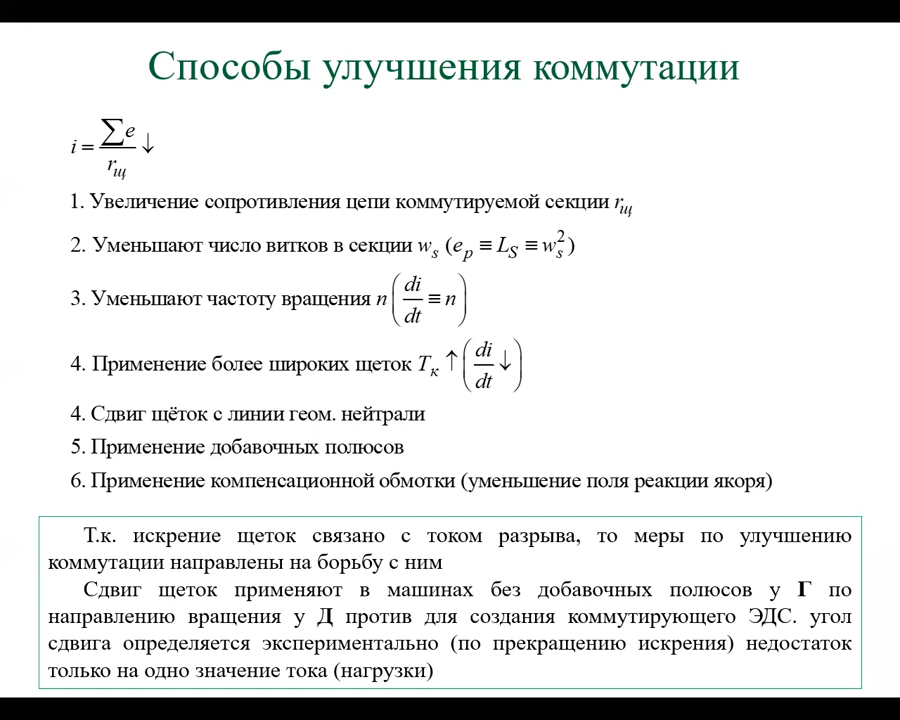 Способы улучшения коммутации
i = ∑e / rщ ↓
1. Увеличение сопротивления цепи коммутируемой секции rщ
2. Уменьшают число витков в секции ws (eр ≡ LS ≡ ws²)
3. Уменьшают частоту вращения n (di/dt ≡ n)
4. Применение более широких щеток Tк ↑ (di/dt ↓)
4. Сдвиг щёток с линии геом. нейтрали
5. Применение добавочных полюсов
6. Применение компенсационной обмотки (уменьшение поля реакции якоря)
Т.к. искрение щеток связано с током разрыва, то меры по улучшению
коммутации направлены на борьбу с ним
Сдвиг щеток применяют в машинах без добавочных полюсов у Г по
направлению вращения у Д против для создания коммутирующего ЭДС. угол
сдвига определяется экспериментально (по прекращению искрения) недостаток
только на одно значение тока (нагрузки)